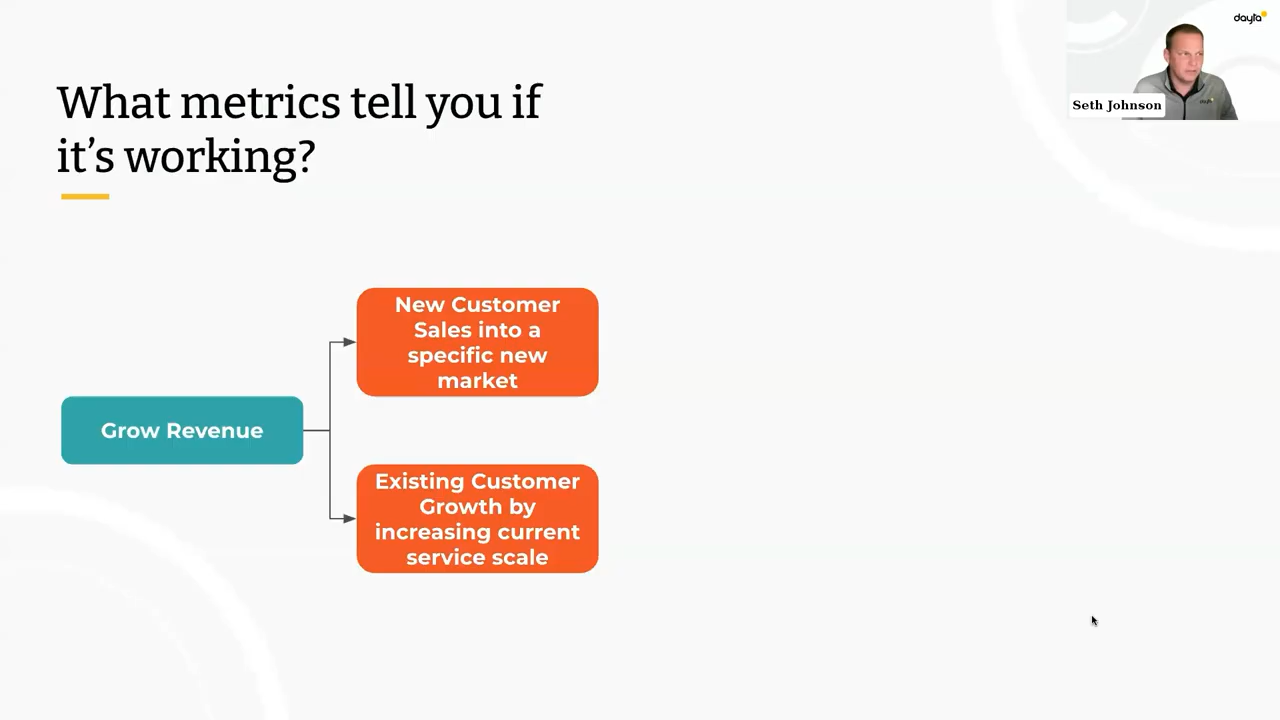 dayta
What metrics tell you if
it’s working?
Seth Johnson
New Customer
Sales into a
specific new
market
Grow Revenue
Existing Customer
Growth by
increasing current
service scale